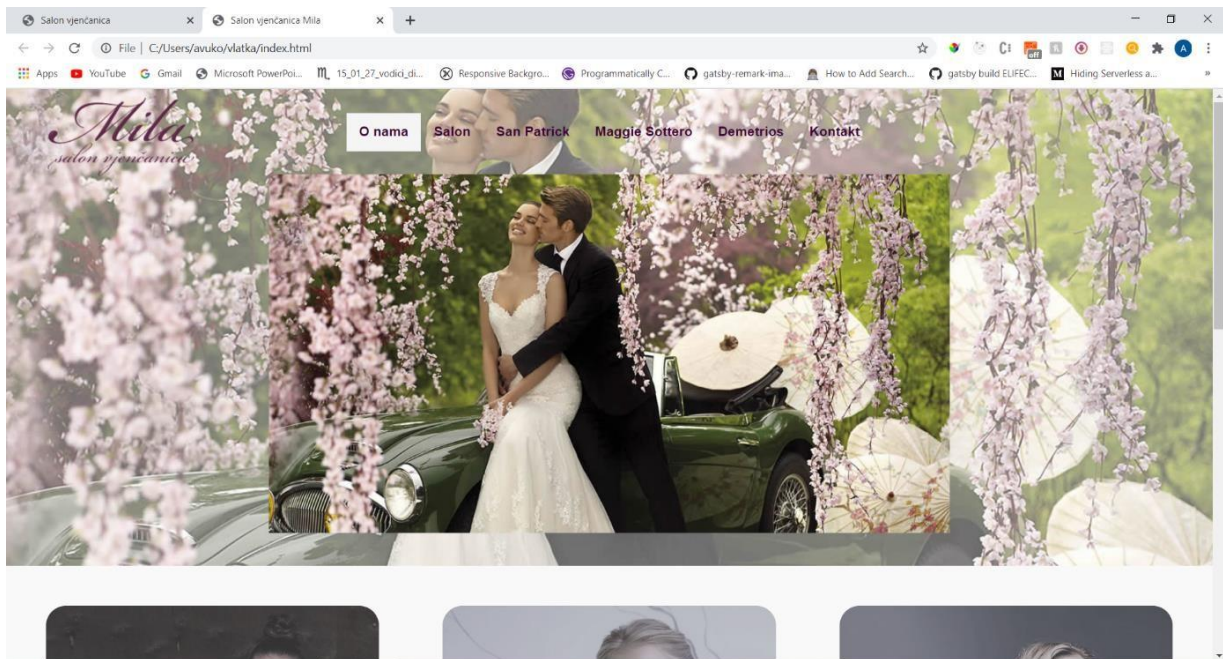 Salon vjenčanica
Salon vjenčanica Mila
File | C:/Users/avuko/vlatka/index.html
off
A
Apps YouTube Gmail Microsoft PowerPoi... 15_01_27_vodici_di... Responsive Backgro... Programmatically C... gatsby-remark-ima... How to Add Search... gatsby build ELIFEC... Hiding Serverless a... »
Mila
salon vjenčanica
O nama Salon San Patrick Maggie Sottero Demetrios Kontakt